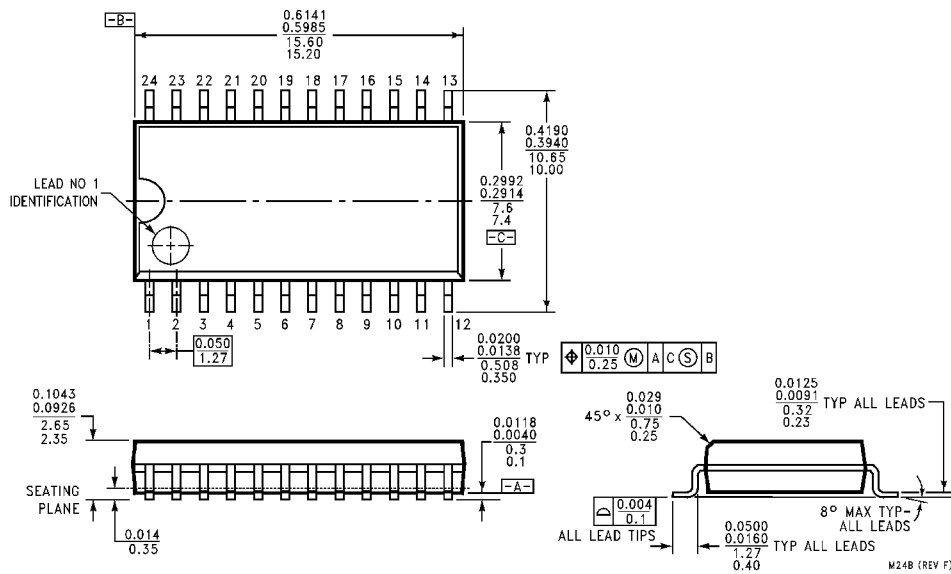 -B-
0.6141
0.5985
15.60
15.20
24 23 22 21 20 19 18 17 16 15 14 13
LEAD NO 1
IDENTIFICATION
0.4190
0.3940
10.65
10.00
0.2992
0.2914
7.6
7.4
-C-
1 2 3 4 5 6 7 8 9 10 11 12
0.050
1.27
0.0200
0.0138
0.508
0.350
TYP
0.010
0.25
M A C S B
0.1043
0.0926
2.65
2.35
SEATING
PLANE
0.014
0.35
0.0118
0.0040
0.3
0.1
-A-
45° x
0.029
0.010
0.75
0.25
0.0125
0.0091
0.32
0.23
TYP ALL LEADS
0.004
0.1
ALL LEAD TIPS
0.0500
0.0160
1.27
0.40
TYP ALL LEADS
8° MAX TYP-
ALL LEADS
M24B (REV F)